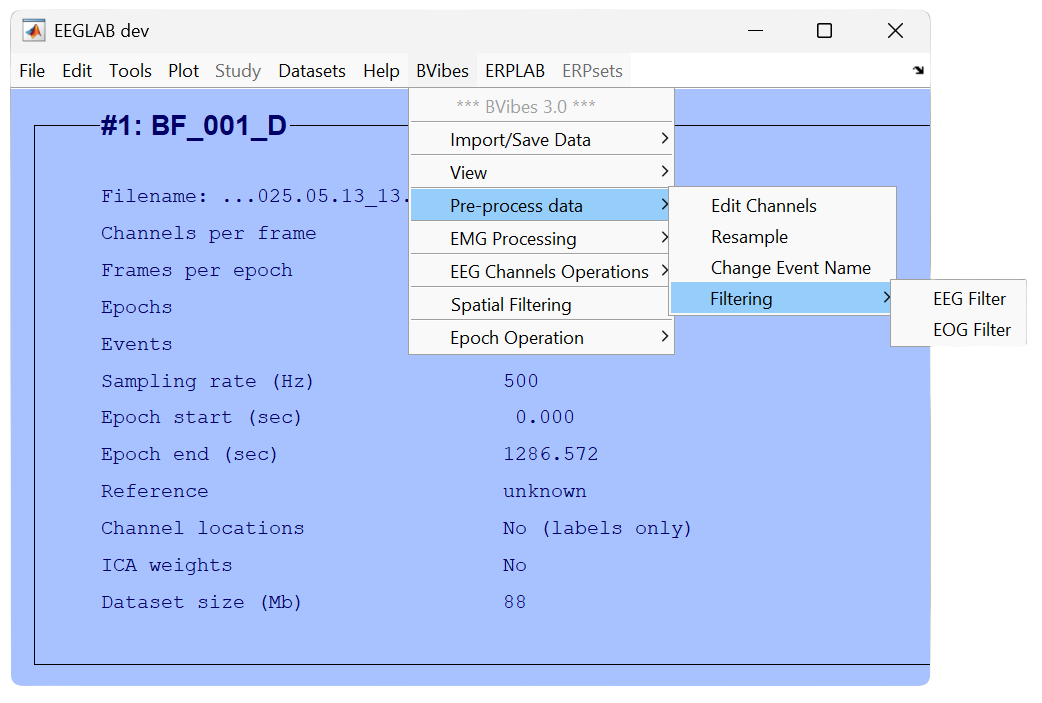 EEGLAB dev
File Edit Tools Plot Study Datasets Help BVibes ERPLAB ERPsets
#1: BF_001_D
Filename: ...025.05.13_13.
Channels per frame
Frames per epoch
Epochs
Events
Sampling rate (Hz) 500
Epoch start (sec) 0.000
Epoch end (sec) 1286.572
Reference unknown
Channel locations No (labels only)
ICA weights No
Dataset size (Mb) 88
*** BVibes 3.0 ***
Import/Save Data
View
Pre-process data
EMG Processing
EEG Channels Operations
Spatial Filtering
Epoch Operation
Edit Channels
Resample
Change Event Name
Filtering
EEG Filter
EOG Filter